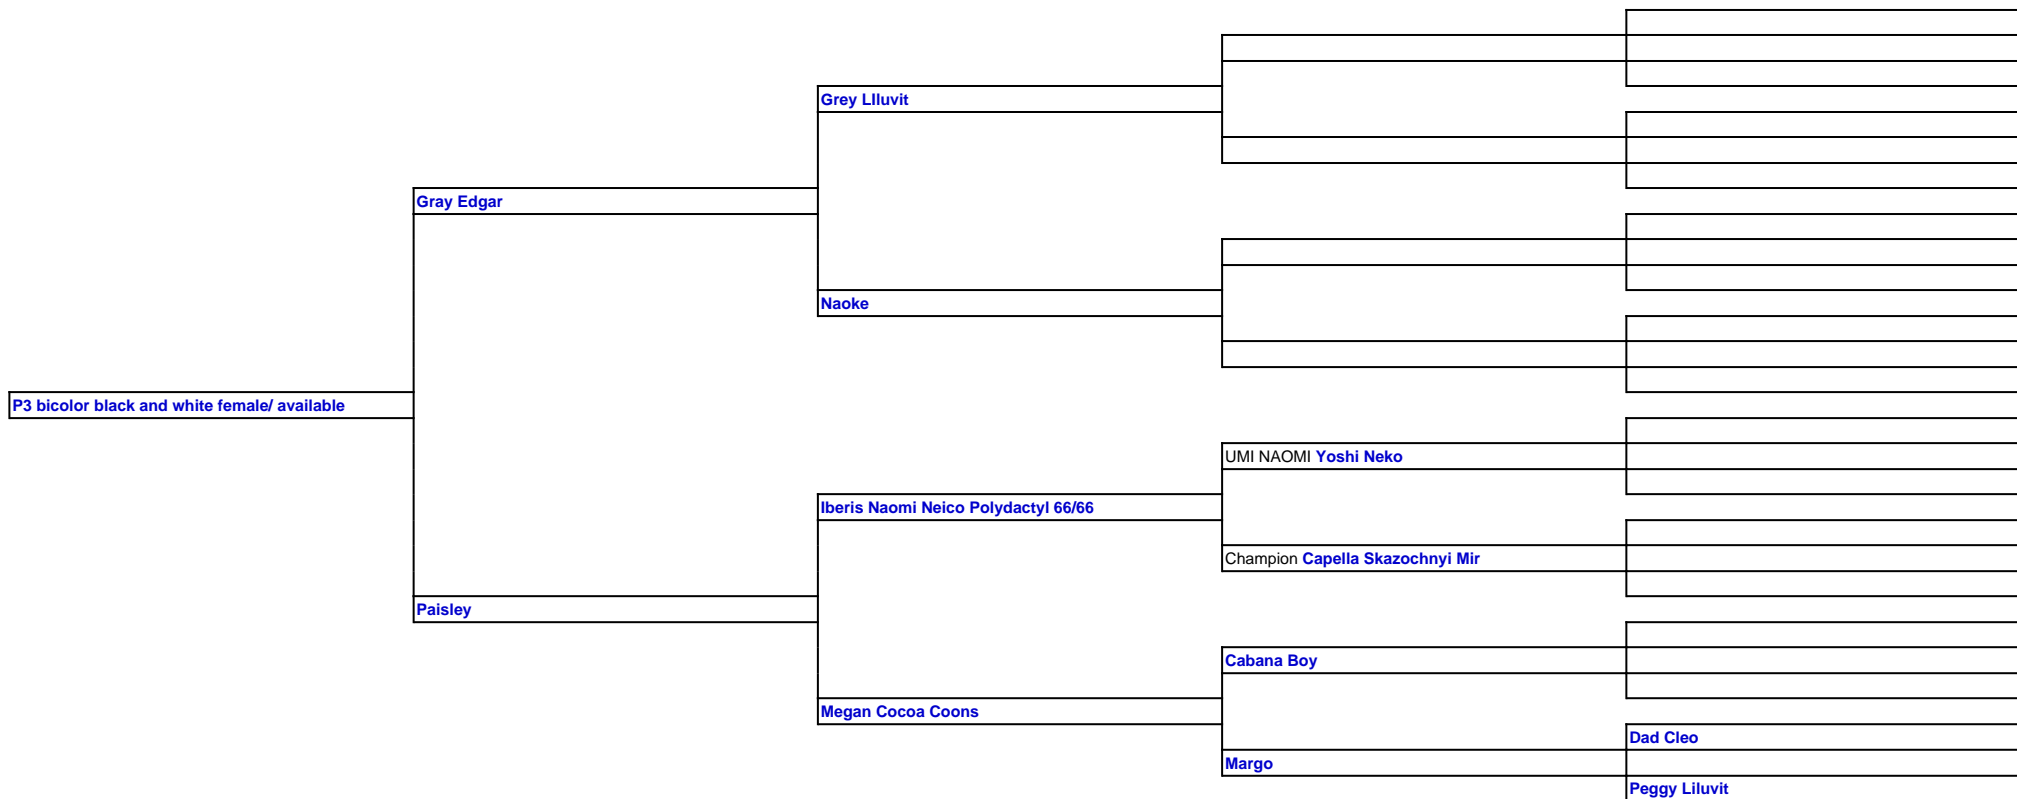 Grey LIluvit
Gray Edgar
Naoke
P3 bicolor black and white female/ available
UMI NAOMI Yoshi Neko
Iberis Naomi Neico Polydactyl 66/66
Champion Capella Skazochnyi Mir
Paisley
Cabana Boy
Megan Cocoa Coons
Dad Cleo
Margo
Peggy Liluvit